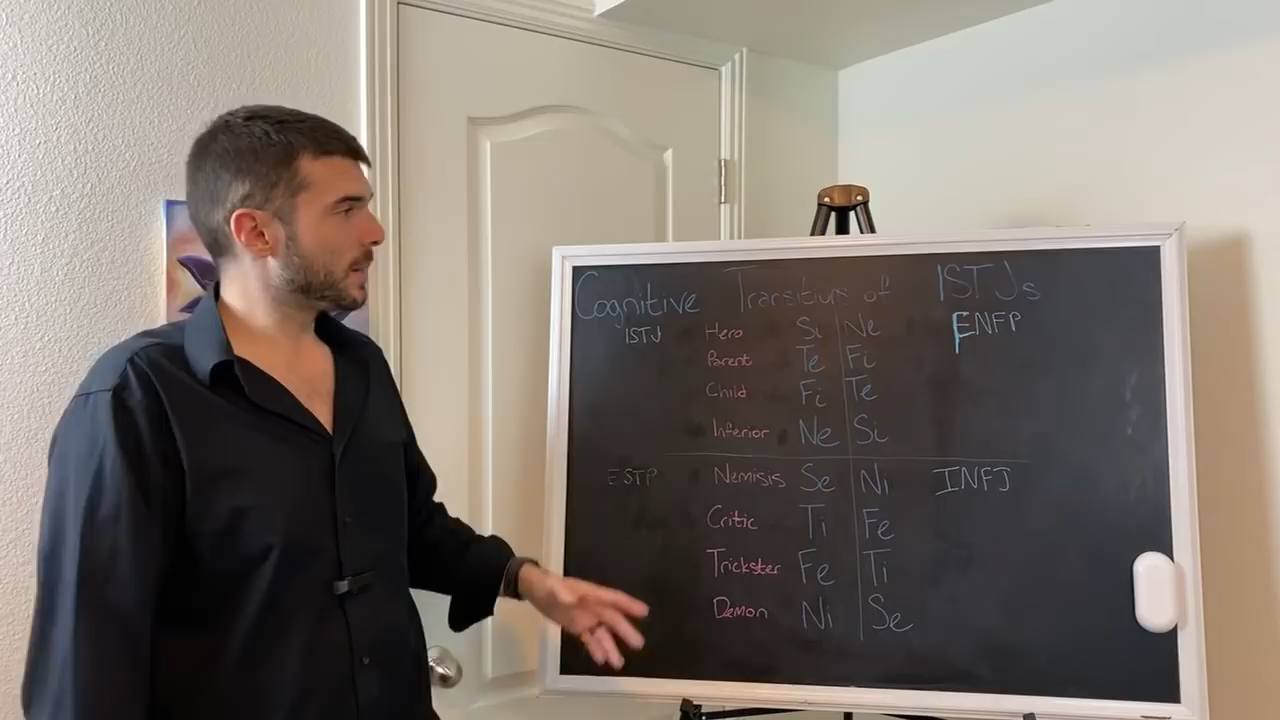 Cognitive Transitions of ISTJs
ISTJ Hero Si Ne ENFP
Parent Te Fi
Child Fi Te
Inferior Ne Si
ESTP Nemisis Se Ni INFJ
Critic Ti Fe
Trickster Fe Ti
Demon Ni Se